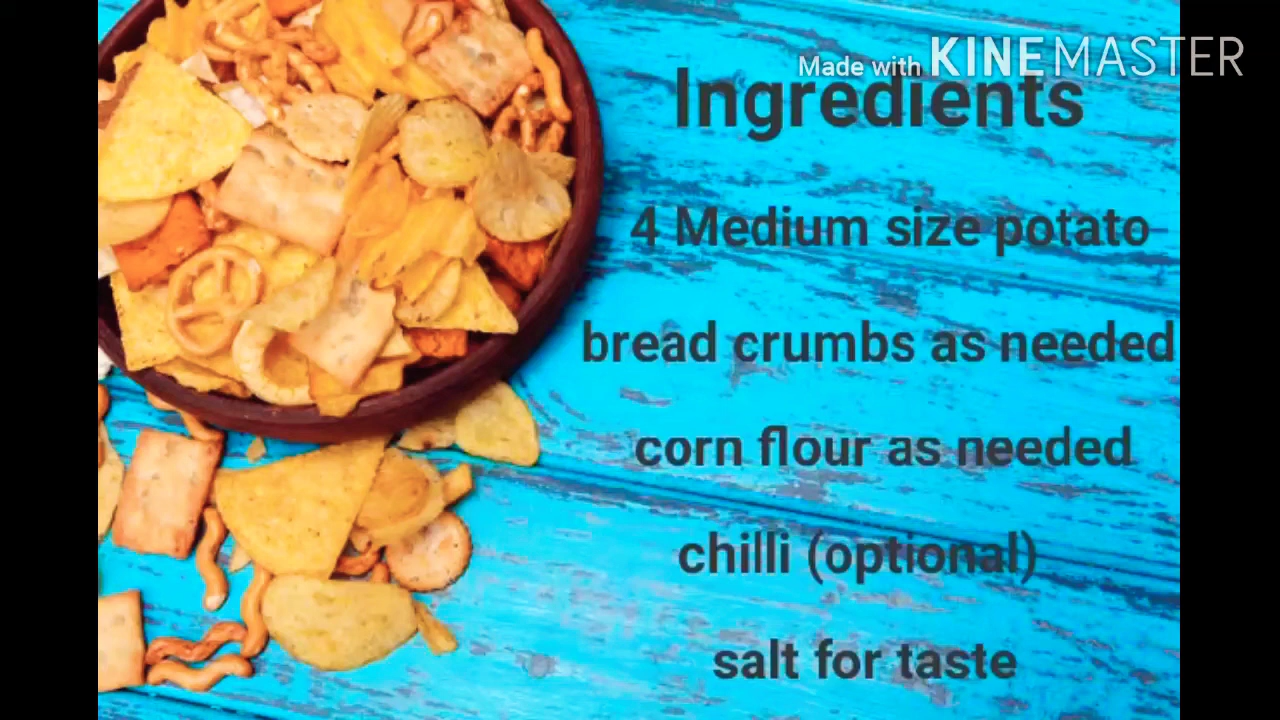 Made with KINEMASTER
Ingredients
4 Medium size potato
bread crumbs as needed
corn flour as needed
chilli (optional)
salt for taste